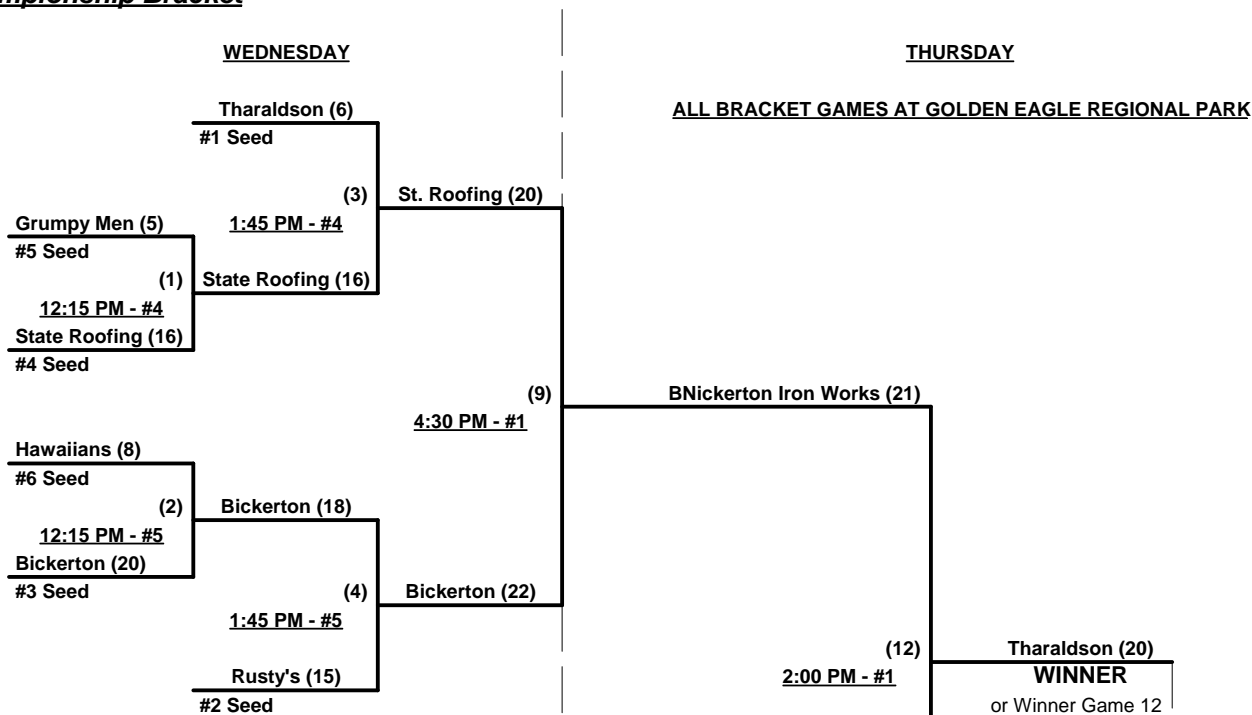 mpionship Bracket
WEDNESDAY
THURSDAY
Tharaldson (6)
ALL BRACKET GAMES AT GOLDEN EAGLE REGIONAL PARK
#1 Seed
(3)
St. Roofing (20)
Grumpy Men (5)
1:45 PM - #4
#5 Seed
(1)
State Roofing (16)
12:15 PM - #4
State Roofing (16)
#4 Seed
(9)
BNickerton Iron Works (21)
4:30 PM - #1
Hawaiians (8)
#6 Seed
(2)
Bickerton (18)
12:15 PM - #5
Bickerton (20)
#3 Seed
(4)
Bickerton (22)
1:45 PM - #5
(12)
Tharaldson (20)
Rusty's (15)
2:00 PM - #1
WINNER
#2 Seed
or Winner Game 12